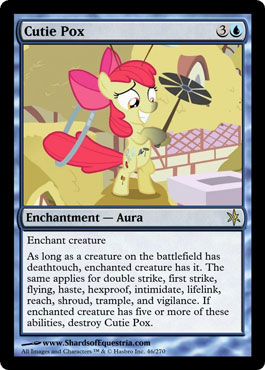 Cutie Pox 3
Enchantment — Aura
Enchant creature
As long as a creature on the battlefield has
deathtouch, enchanted creature has it. The
same applies for double strike, first strike,
flying, haste, hexproof, intimidate, lifelink,
reach, shroud, trample, and vigilance. If
enchanted creature has five or more of these
abilities, destroy Cutie Pox.
www.ShardsofEquestria.com
All Images and Characters ™ & © Hasbro Inc. 46/270